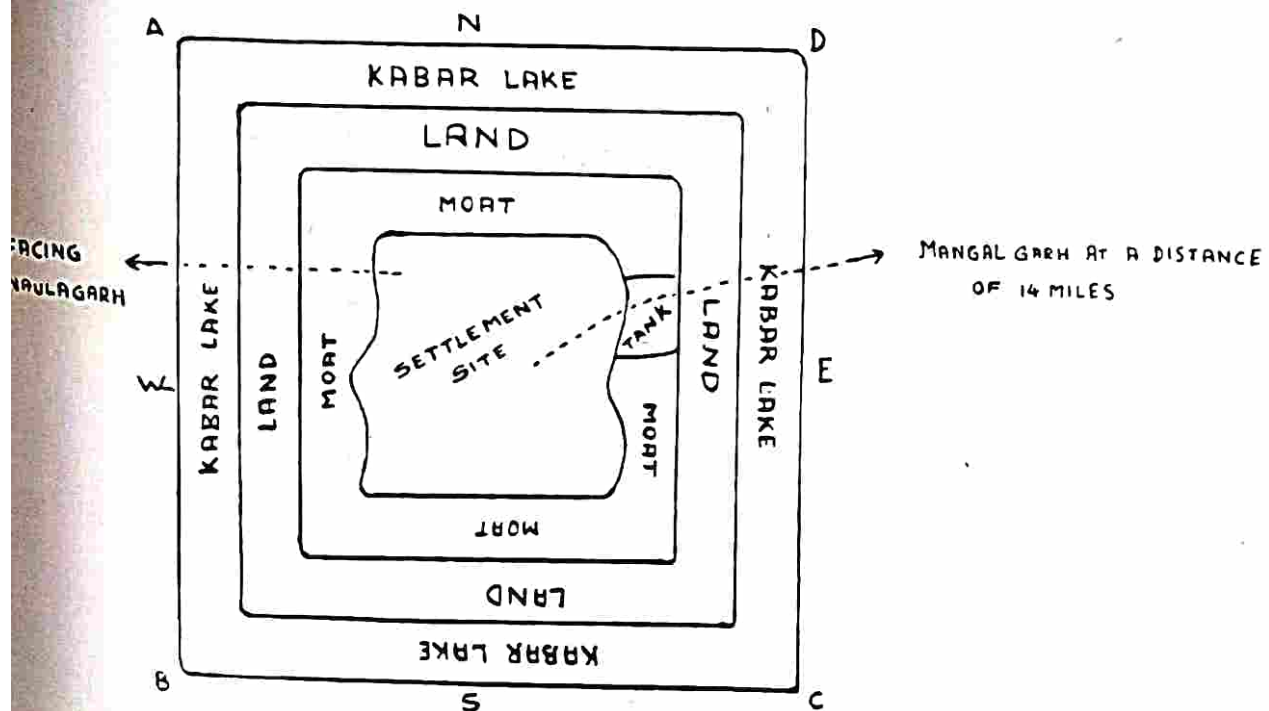 A
N
D
KABAR LAKE
LAND
MOAT
FACING
NAULAGARH
MANGAL GARH AT A DISTANCE
OF 14 MILES
W
KABAR LAKE
LAND
MOAT
SETTLEMENT
SITE
TANK
MOAT
LAND
KABAR LAKE
E
MOAT
LAND
KABAR LAKE
B
S
C